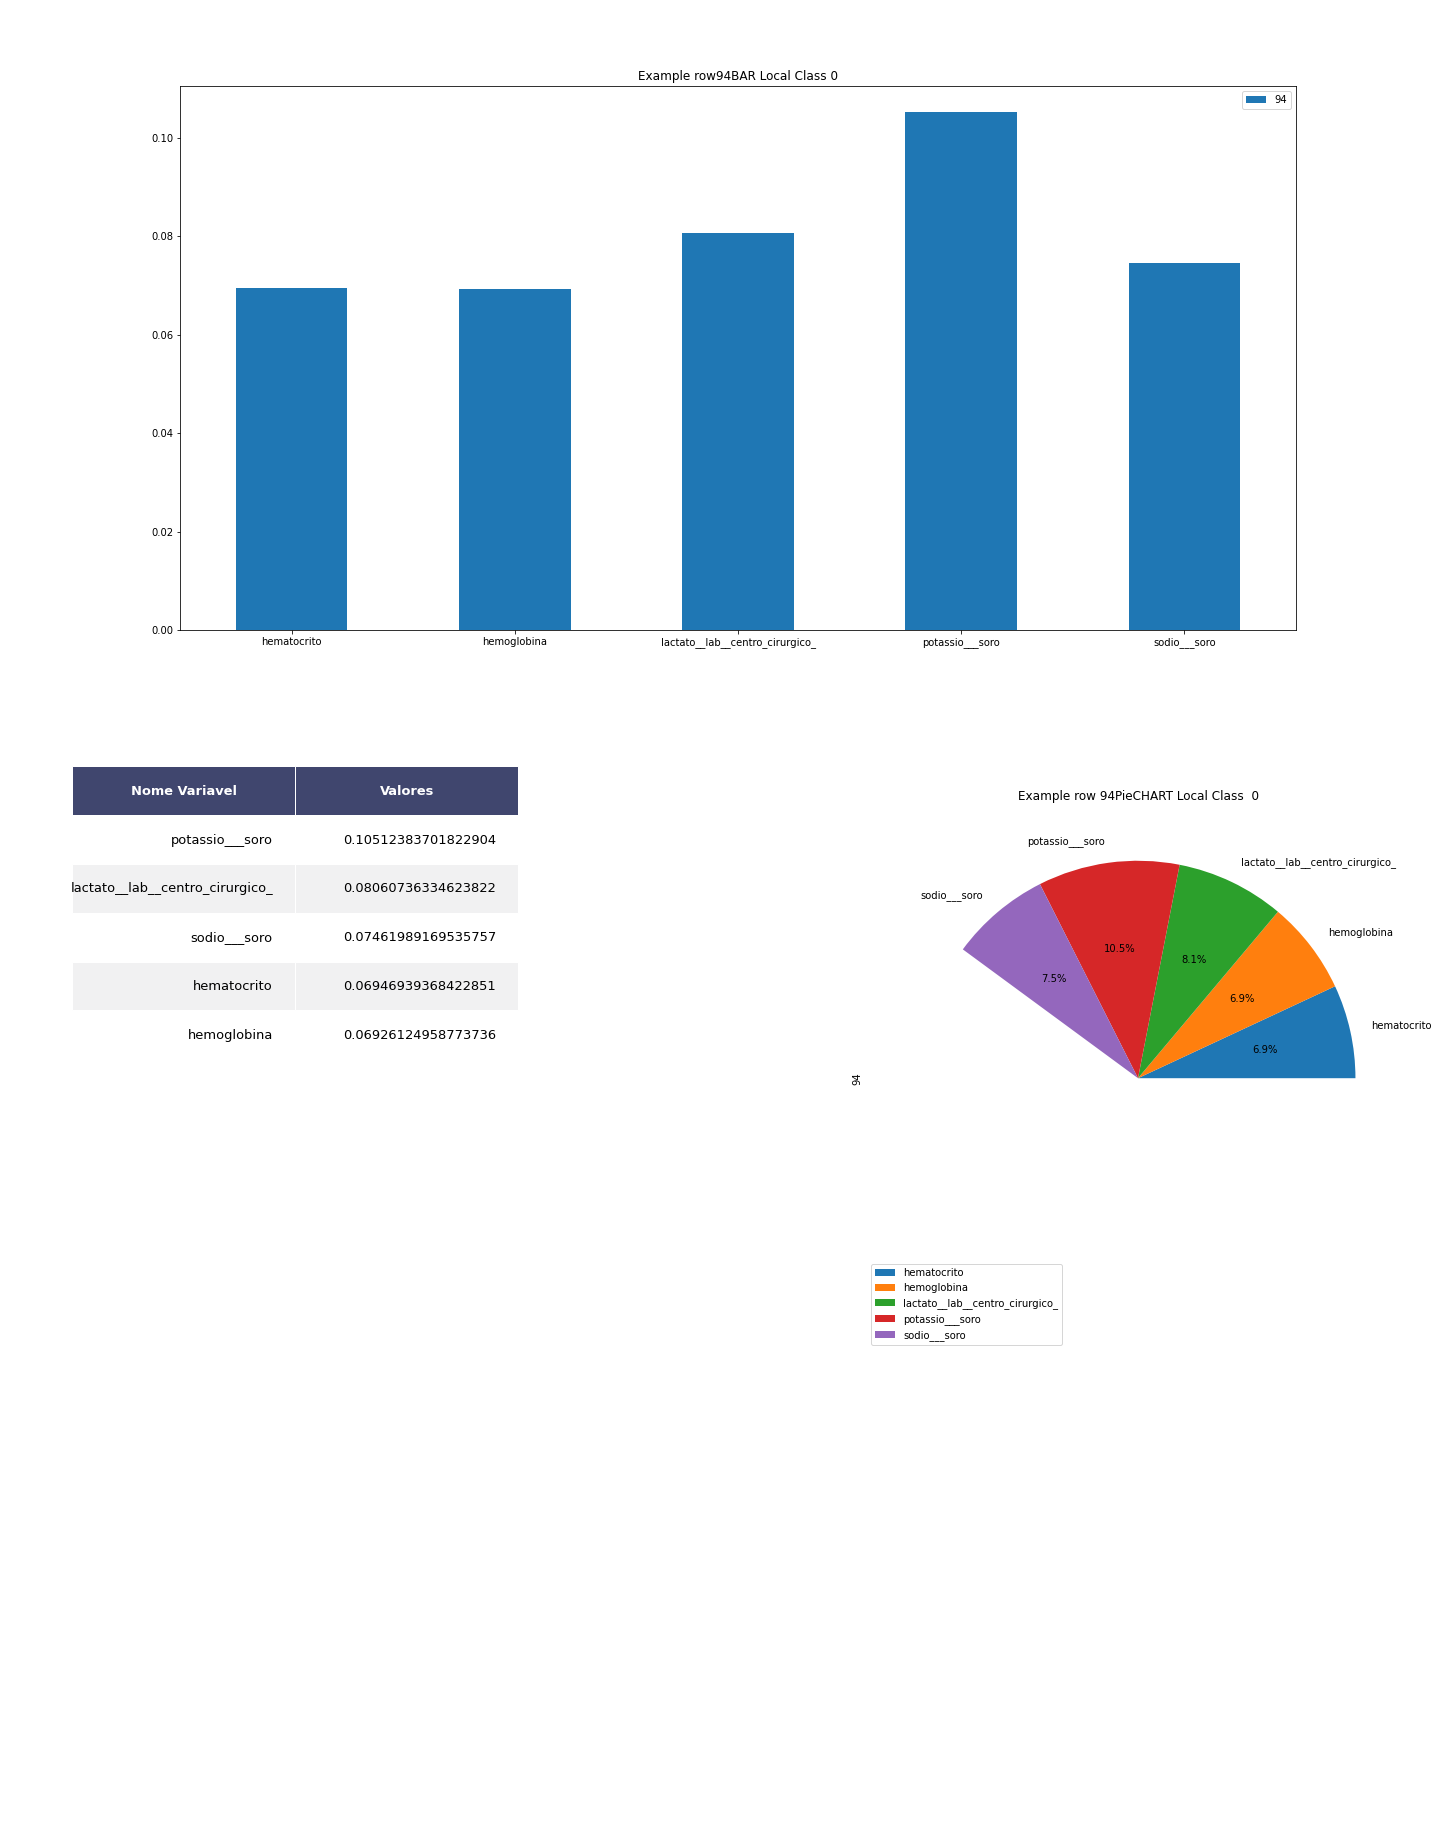 Example row94BAR Local Class 0
94
0.10
0.08
0.06
0.04
0.02
0.00
hematocrito
hemoglobina
lactato__lab__centro_cirurgico_
potassio___soro
sodio___soro
Nome Variavel Valores
potassio___soro 0.10512383701822904
lactato__lab__centro_cirurgico_ 0.08060736334623822
sodio___soro 0.07461989169535757
hematocrito 0.06946939368422851
hemoglobina 0.06926124958773736
Example row 94PieCHART Local Class  0
potassio___soro
lactato__lab__centro_cirurgico_
sodio___soro
hemoglobina
hematocrito
10.5%
8.1%
7.5%
6.9%
6.9%
94
hematocrito
hemoglobina
lactato__lab__centro_cirurgico_
potassio___soro
sodio___soro